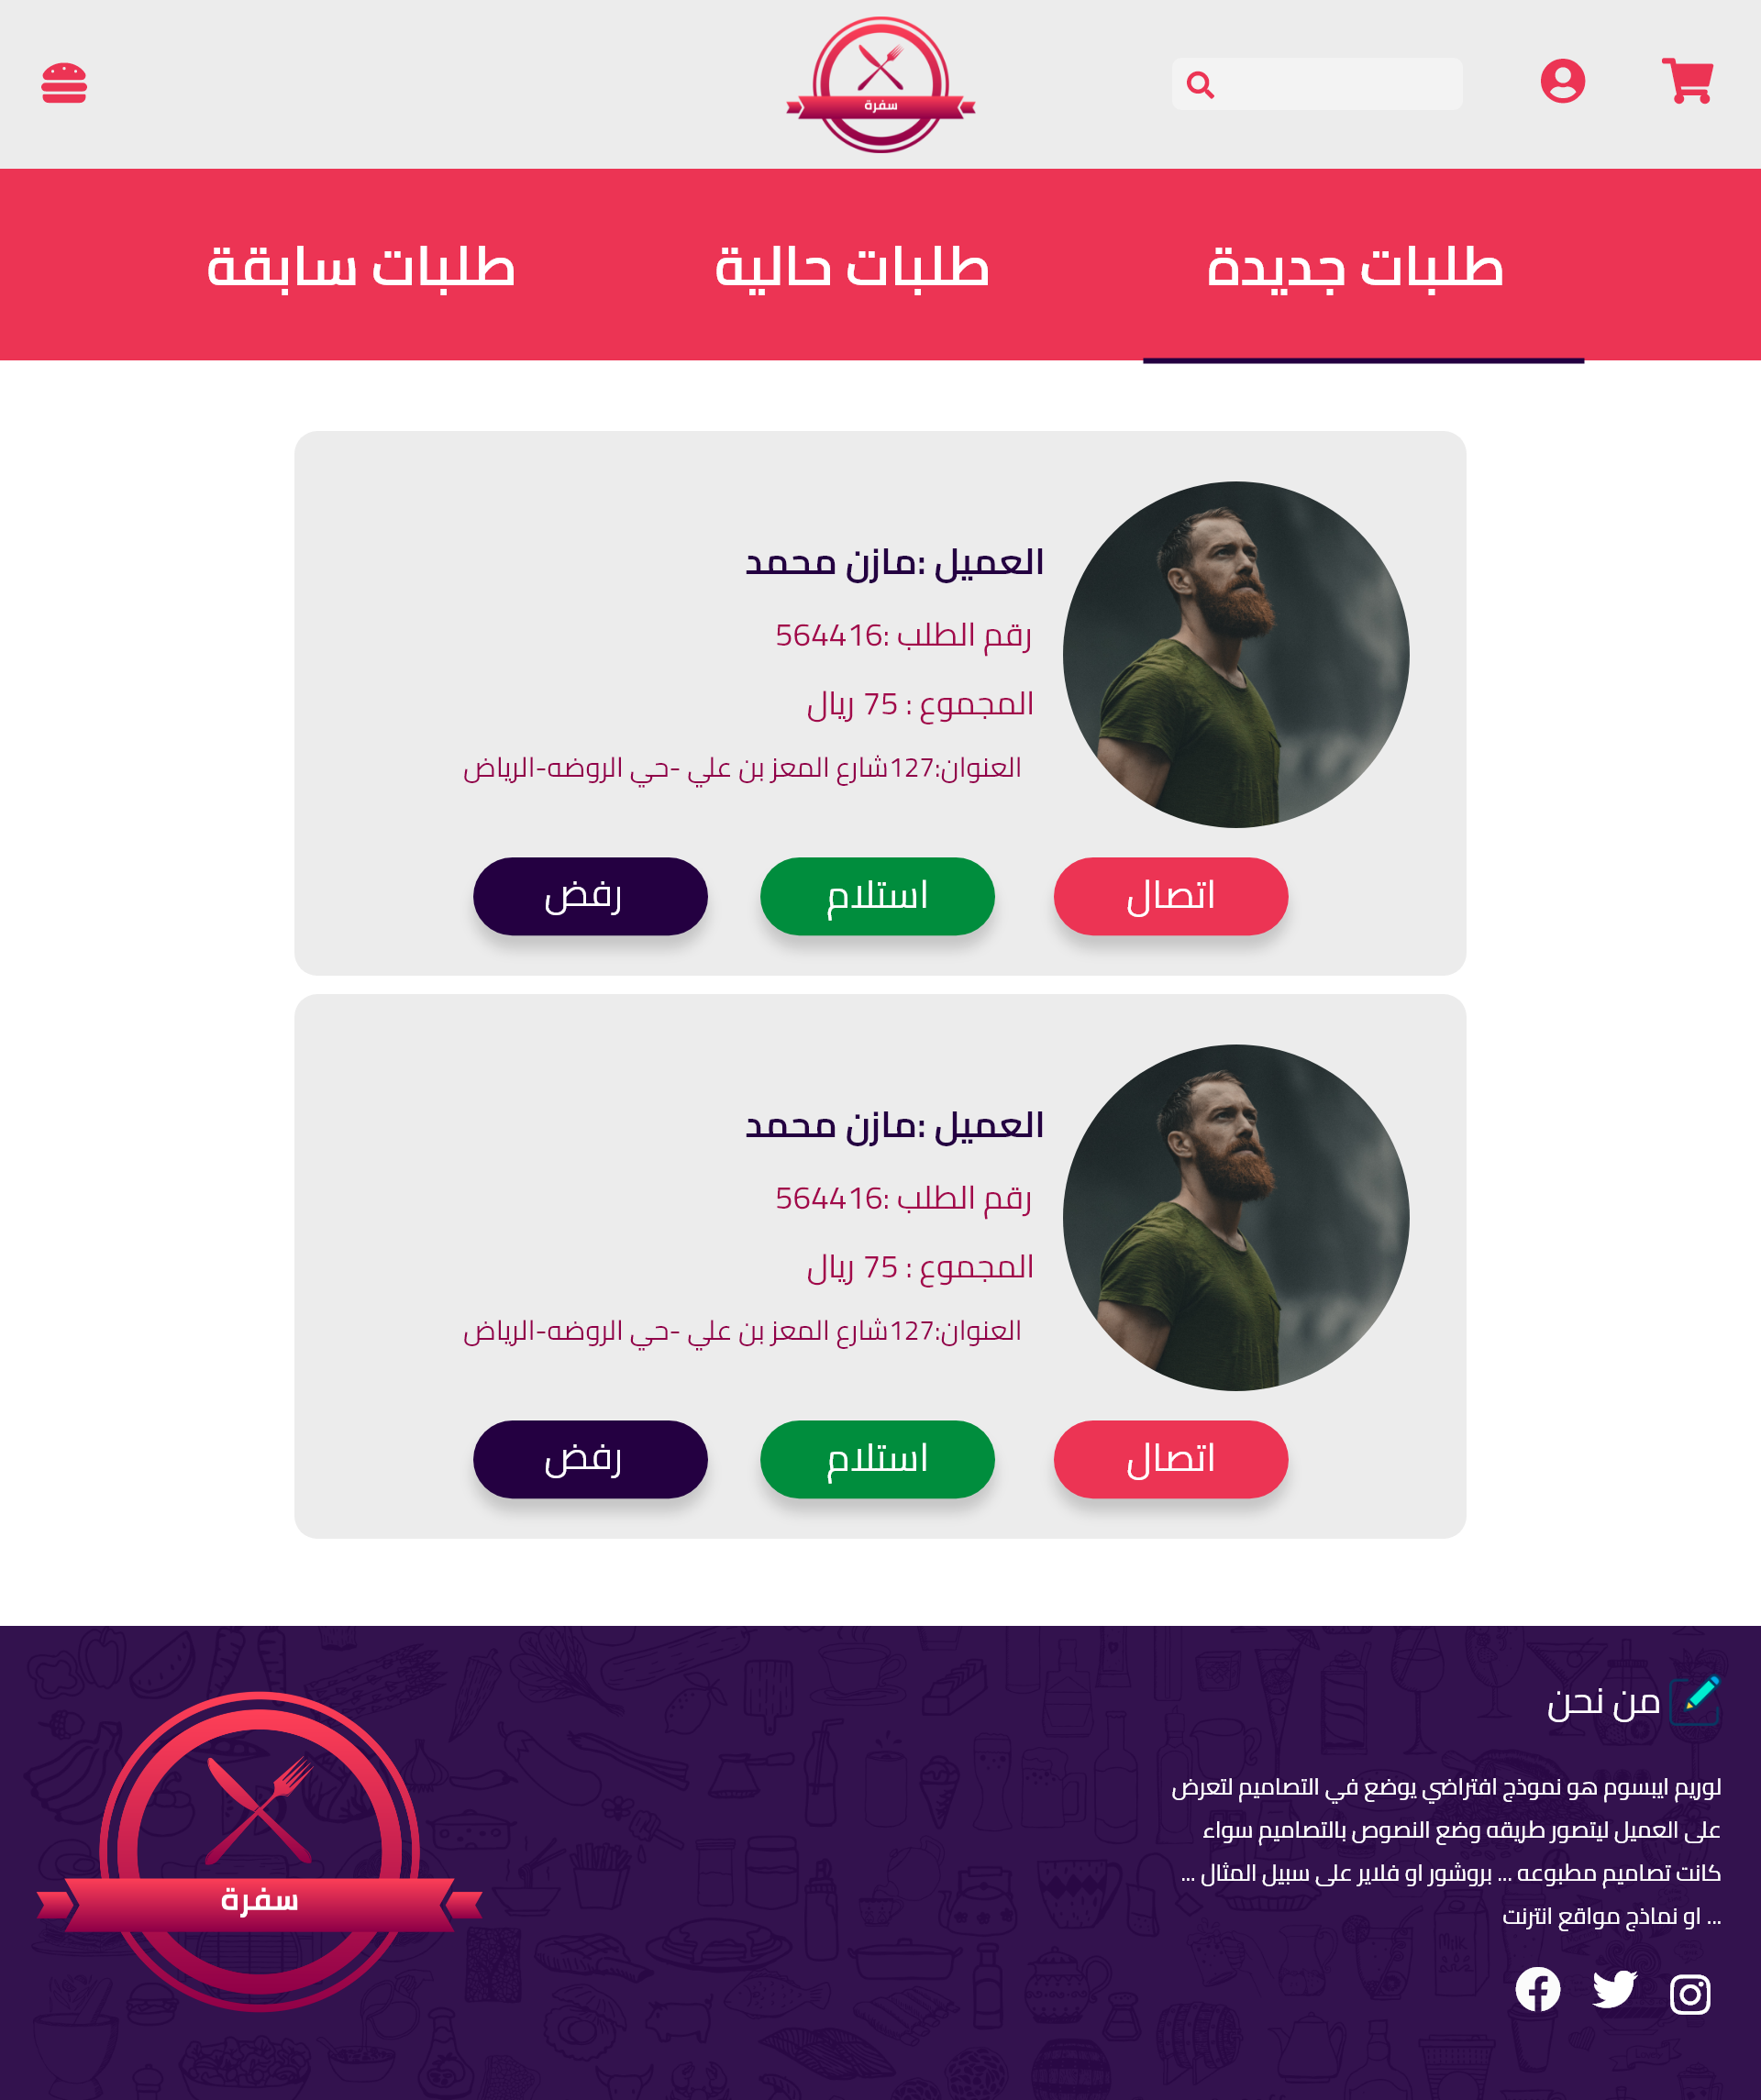 سفرة
طلبات جديدة
طلبات حالية
طلبات سابقة
العميل :مازن محمد
رقم الطلب :564416
المجموع : 75 ريال
العنوان:127شارع المعز بن علي -حي الروضه-الرياض
اتصال
استلام
رفض
العميل :مازن محمد
رقم الطلب :564416
المجموع : 75 ريال
العنوان:127شارع المعز بن علي -حي الروضه-الرياض
اتصال
استلام
رفض
من نحن
لوريم ايبسوم هو نموذج افتراضي يوضع في التصاميم لتعرض
على العميل ليتصور طريقه وضع النصوص بالتصاميم سواء
كانت تصاميم مطبوعه ... بروشور او فلاير على سبيل المثال ...
... او نماذج مواقع انترنت
سفرة